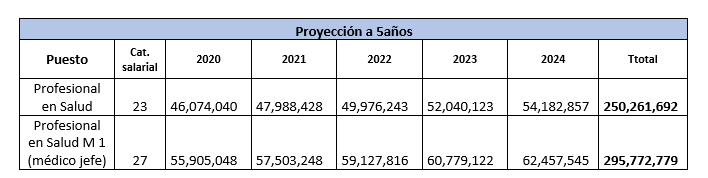 Proyección a 5años
Puesto Cat. salarial 2020 2021 2022 2023 2024 Ttotal
Profesional
en Salud 23 46,074,040 47,988,428 49,976,243 52,040,123 54,182,857 250,261,692
Profesional
en Salud M 1
(médico jefe) 27 55,905,048 57,503,248 59,127,816 60,779,122 62,457,545 295,772,779